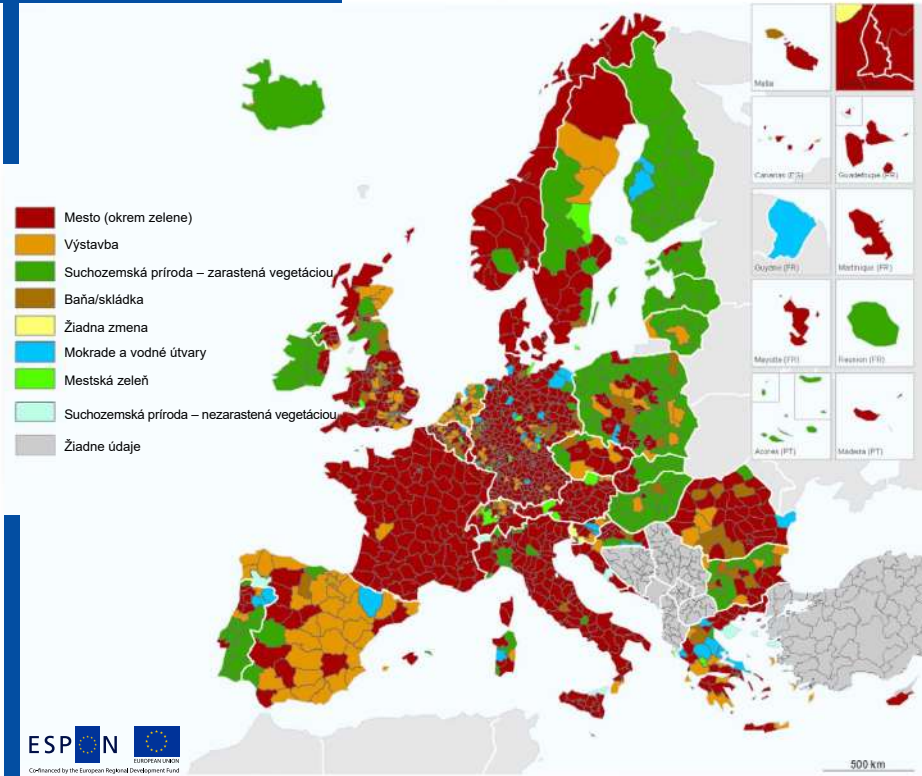 Malta
Canarias (ES)
Guadeloupe (FR)
Guyane (FR)
Martinique (FR)
Mayotte (FR)
Reunion (FR)
Azores (PT)
Madeira (PT)
Mesto (okrem zelene)
Výstavba
Suchozemská príroda – zarastená vegetáciou
Baňa/skládka
Žiadna zmena
Mokrade a vodné útvary
Mestská zeleň
Suchozemská príroda – nezarastená vegetáciou
Žiadne údaje
ESPON
EUROPEAN UNION
Co-financed by the European Regional Development Fund
500 km